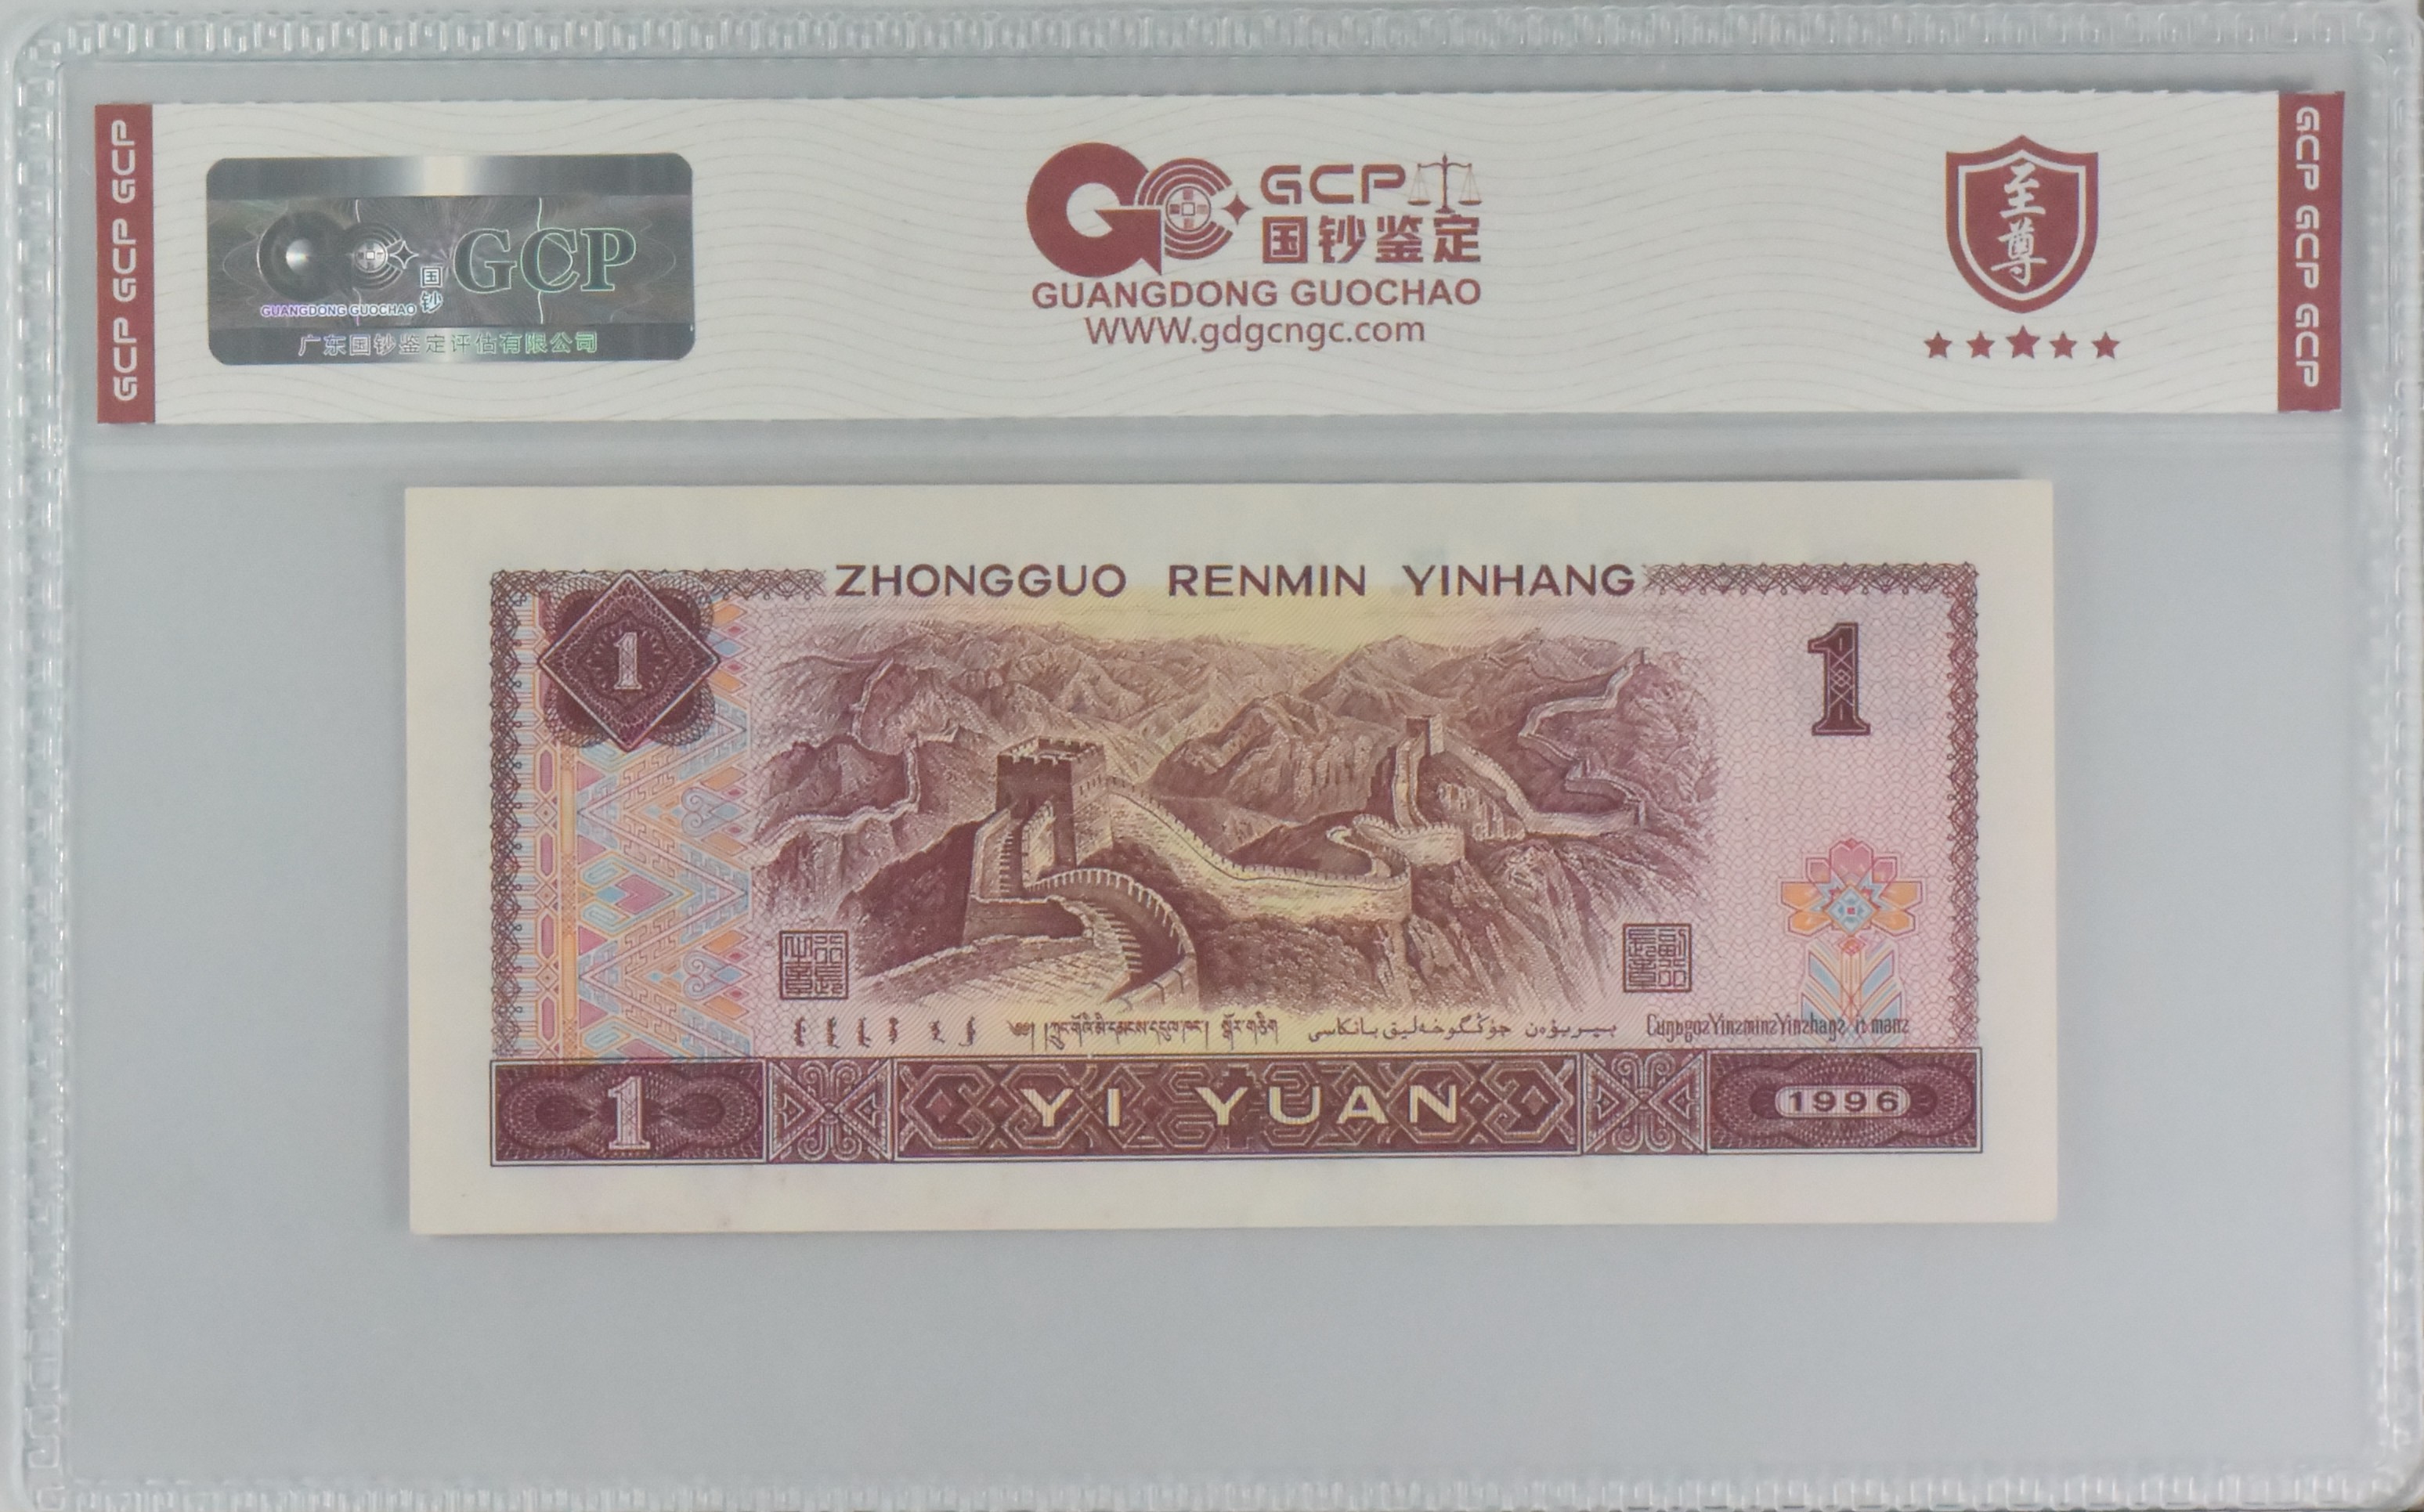 GCP GCP GCP
国钞 GCP
GUANGDONG GUOCHAO
广东国钞鉴定评估有限公司
GCP
国钞鉴定
GUANGDONG GUOCHAO
WWW.gdgcngc.com
至尊
GCP GCP GCP
ZHONGGUO RENMIN YINHANG
1
1
1
YI YUAN
1996